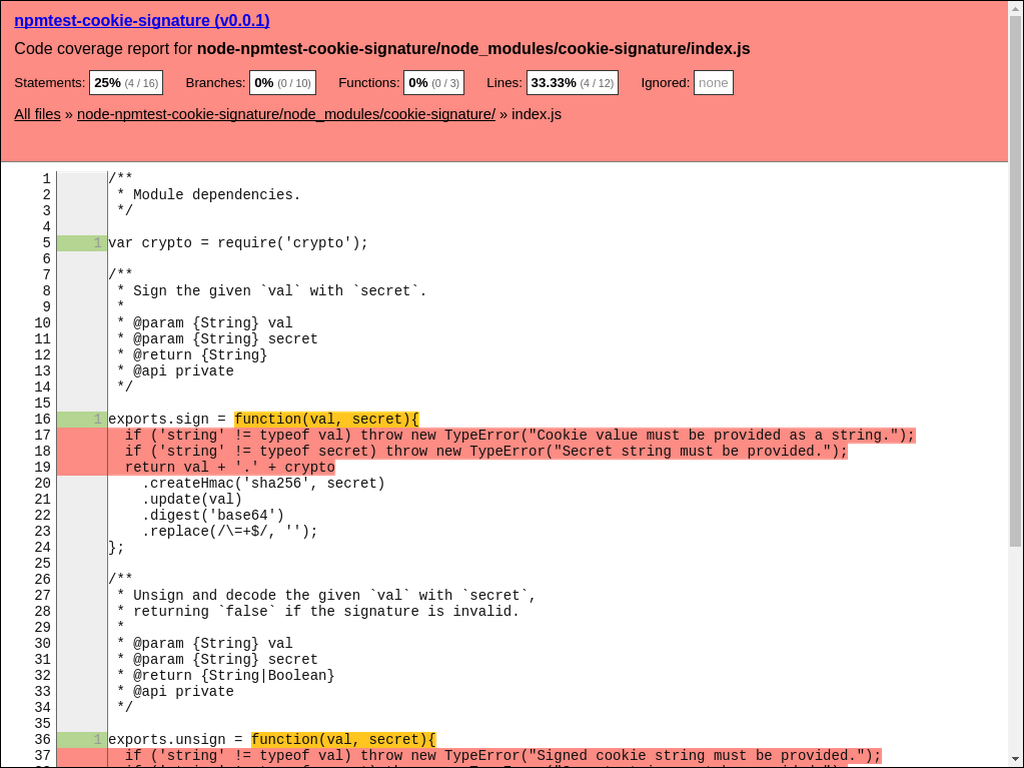 npmtest-cookie-signature (v0.0.1)
Code coverage report for node-npmtest-cookie-signature/node_modules/cookie-signature/index.js
Statements: 25% (4 / 16) Branches: 0% (0 / 10) Functions: 0% (0 / 3) Lines: 33.33% (4 / 12) Ignored: none
All files » node-npmtest-cookie-signature/node_modules/cookie-signature/ » index.js
1 /**
2  * Module dependencies.
3  */
4
5 1 var crypto = require('crypto');
6
7 /**
8  * Sign the given `val` with `secret`.
9  *
10  * @param {String} val
11  * @param {String} secret
12  * @return {String}
13  * @api private
14  */
15
16 1 exports.sign = function(val, secret){
17   if ('string' != typeof val) throw new TypeError("Cookie value must be provided as a string.");
18   if ('string' != typeof secret) throw new TypeError("Secret string must be provided.");
19   return val + '.' + crypto
20     .createHmac('sha256', secret)
21     .update(val)
22     .digest('base64')
23     .replace(/\=+$/, '');
24 };
25
26 /**
27  * Unsign and decode the given `val` with `secret`,
28  * returning `false` if the signature is invalid.
29  *
30  * @param {String} val
31  * @param {String} secret
32  * @return {String|Boolean}
33  * @api private
34  */
35
36 1 exports.unsign = function(val, secret){
37   if ('string' != typeof val) throw new TypeError("Signed cookie string must be provided.");